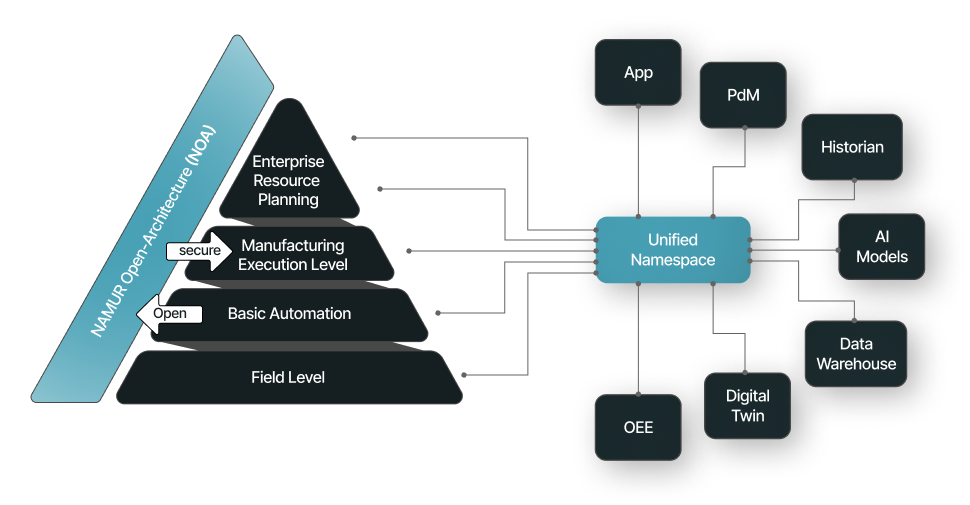 NAMUR Open-Architecture (NOA)
Enterprise
Resource
Planning
secure
Manufacturing
Execution Level
Open
Basic Automation
Field Level
App
PdM
Historian
Unified
Namespace
AI
Models
Data
Warehouse
Digital
Twin
OEE